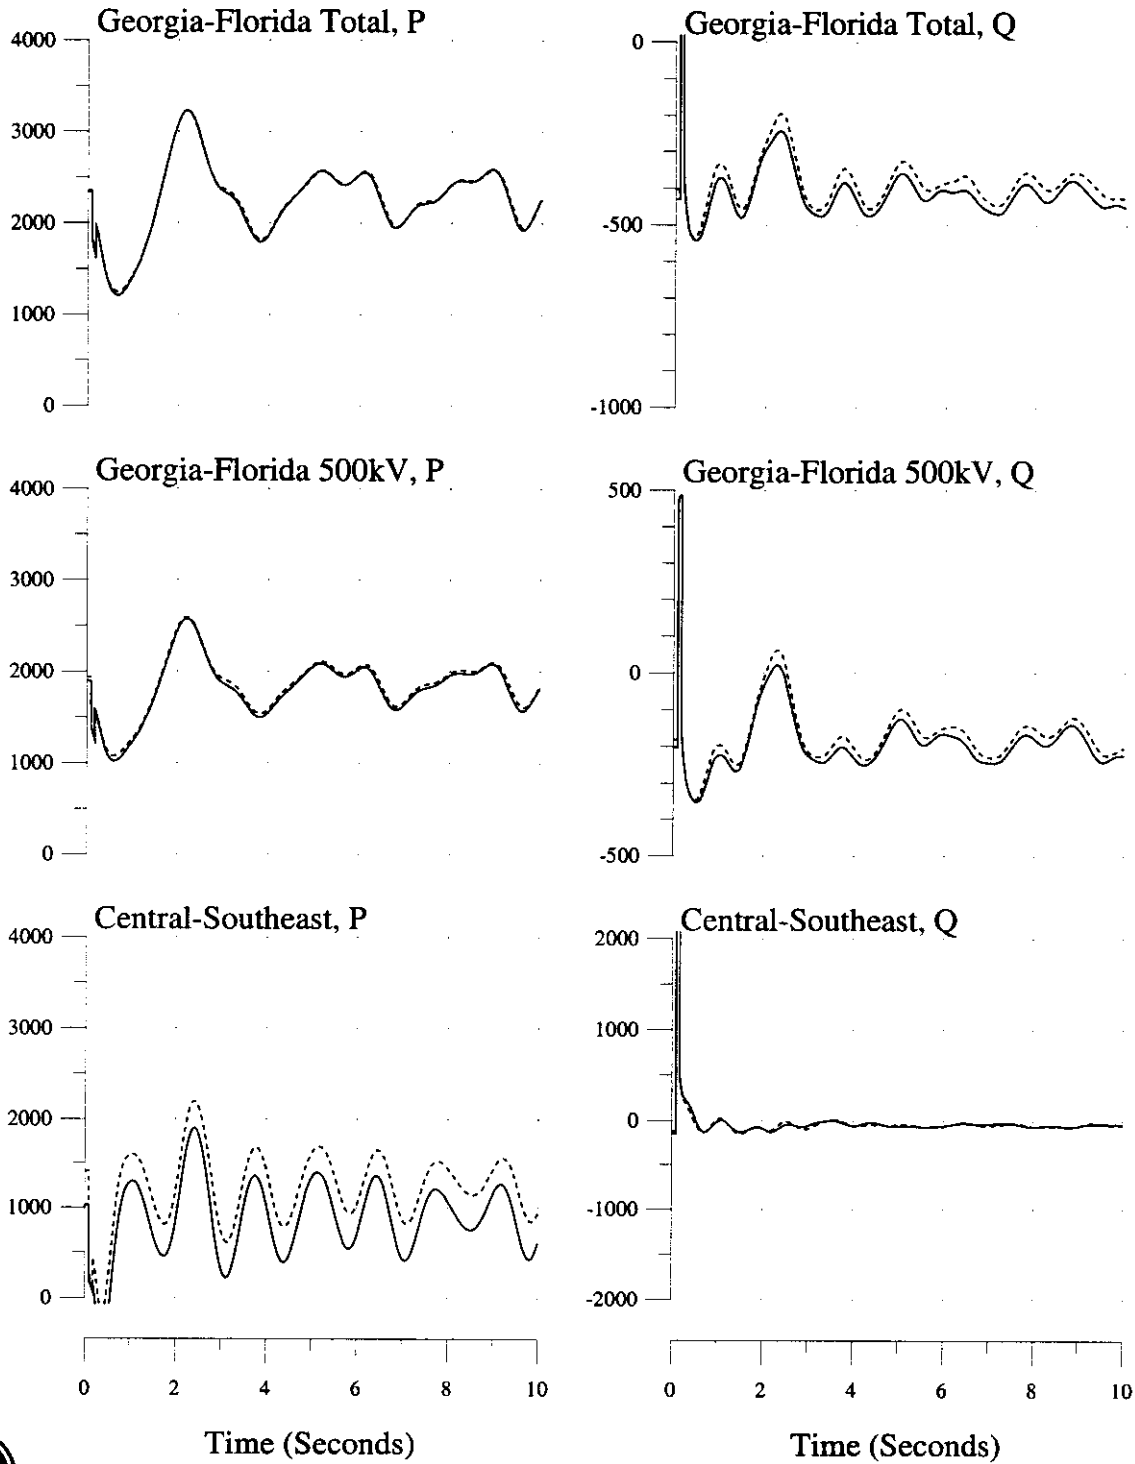 Georgia-Florida Total, P
4000
3000
2000
1000
0
Georgia-Florida Total, Q
0
-500
-1000
Georgia-Florida 500kV, P
4000
3000
2000
1000
0
Georgia-Florida 500kV, Q
500
0
-500
Central-Southeast, P
4000
3000
2000
1000
0
0 2 4 6 8 10
Time (Seconds)
Central-Southeast, Q
2000
1000
0
-1000
-2000
0 2 4 6 8 10
Time (Seconds)